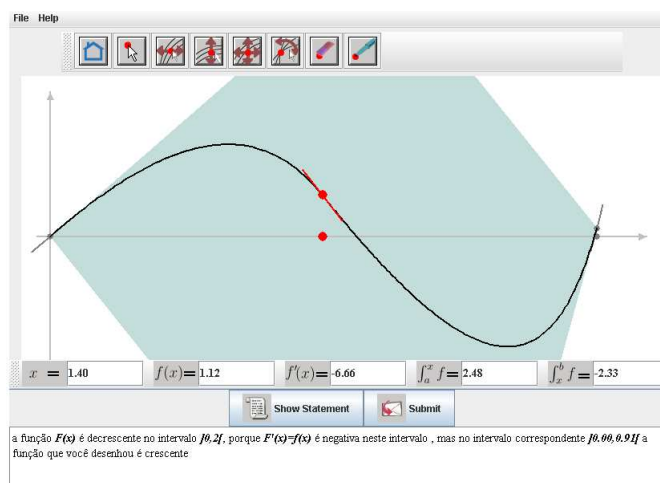 File Help
x = 1.40 f(x)= 1.12 f'(x)= -6.66 ∫ₐˣ f = 2.48 ∫ₓᵇ f = -2.33
Show Statement Submit
a função F(x) é decrescente no intervalo ]0,2[, porque F'(x)=f(x) é negativa neste intervalo , mas no intervalo correspondente ]0.00,0.91[ a
função que você desenhou é crescente